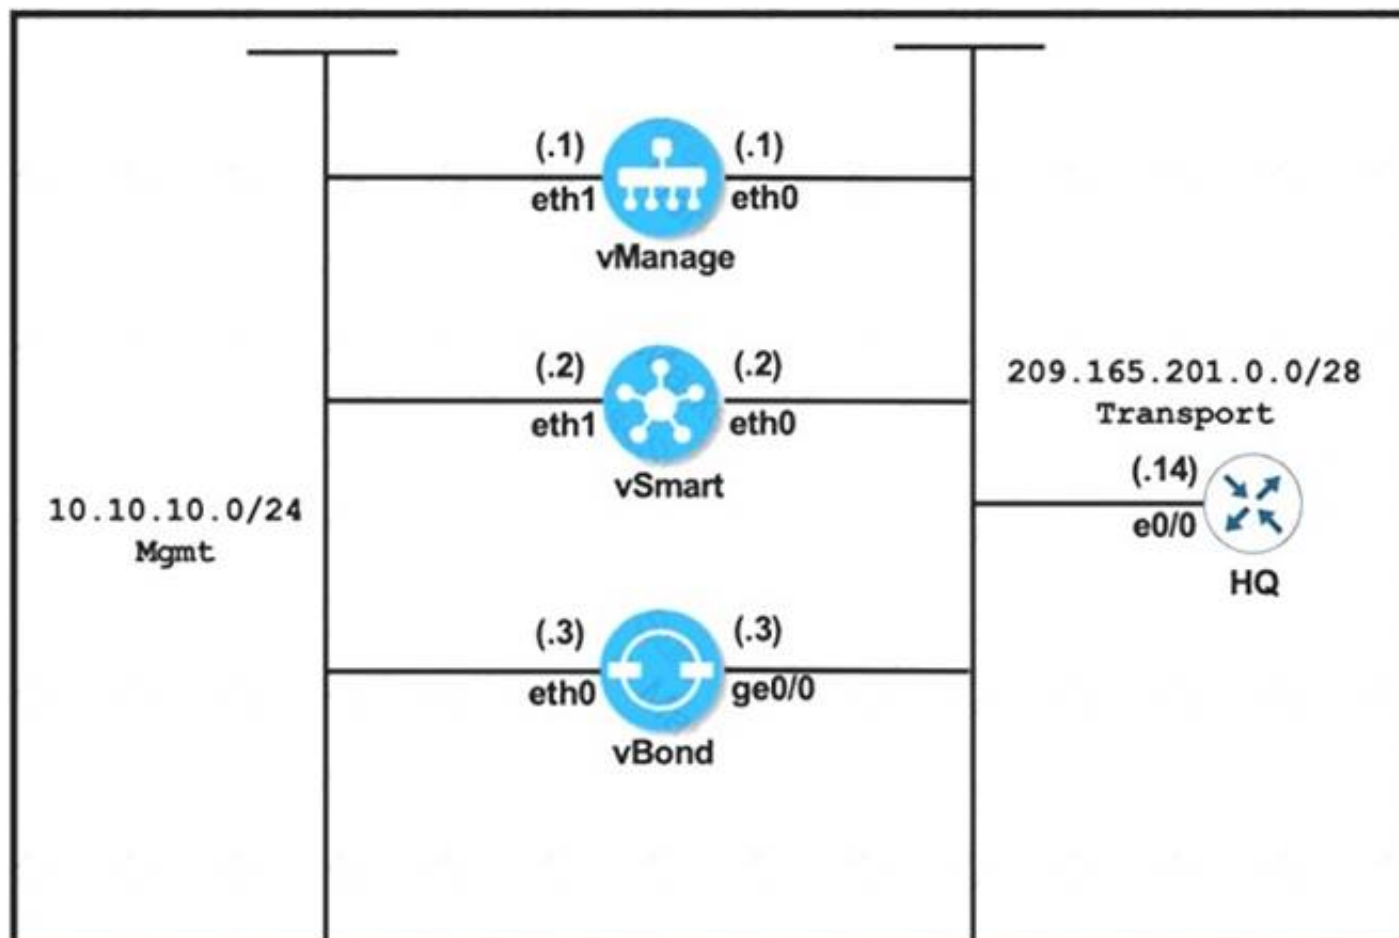 (.1)
(.1)
eth1
eth0
vManage
(.2)
(.2)
eth1
eth0
vSmart
209.165.201.0.0/28
Transport
(.14)
e0/0
HQ
10.10.10.0/24
Mgmt
(.3)
(.3)
eth0
ge0/0
vBond